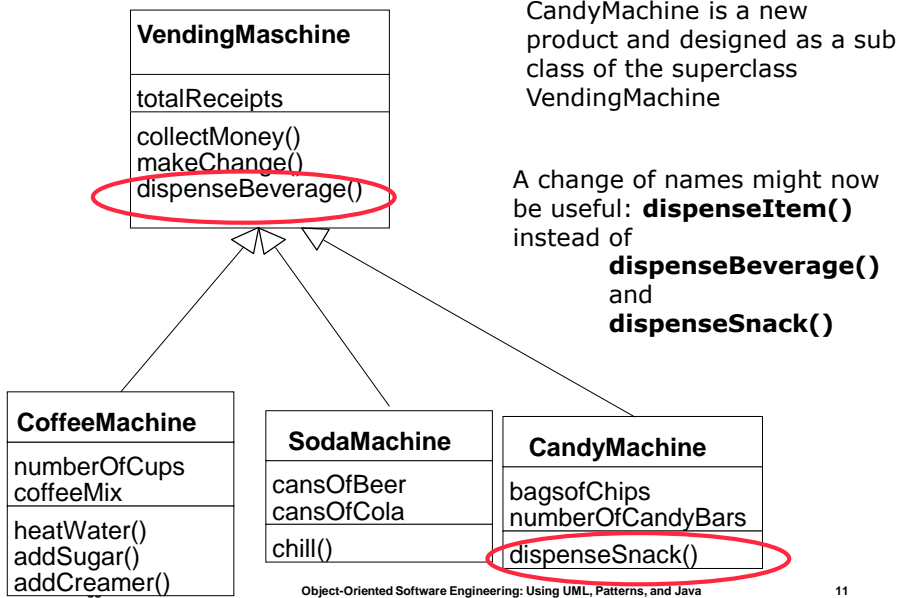 VendingMaschine
totalReceipts
collectMoney()
makeChange()
dispenseBeverage()
CandyMachine is a new
product and designed as a sub
class of the superclass
VendingMachine
A change of names might now
be useful: dispenseItem()
instead of
dispenseBeverage()
and
dispenseSnack()
CoffeeMachine
numberOfCups
coffeeMix
heatWater()
addSugar()
addCreamer()
SodaMachine
cansOfBeer
cansOfCola
chill()
CandyMachine
bagsofChips
numberOfCandyBars
dispenseSnack()
Object-Oriented Software Engineering: Using UML, Patterns, and Java
11